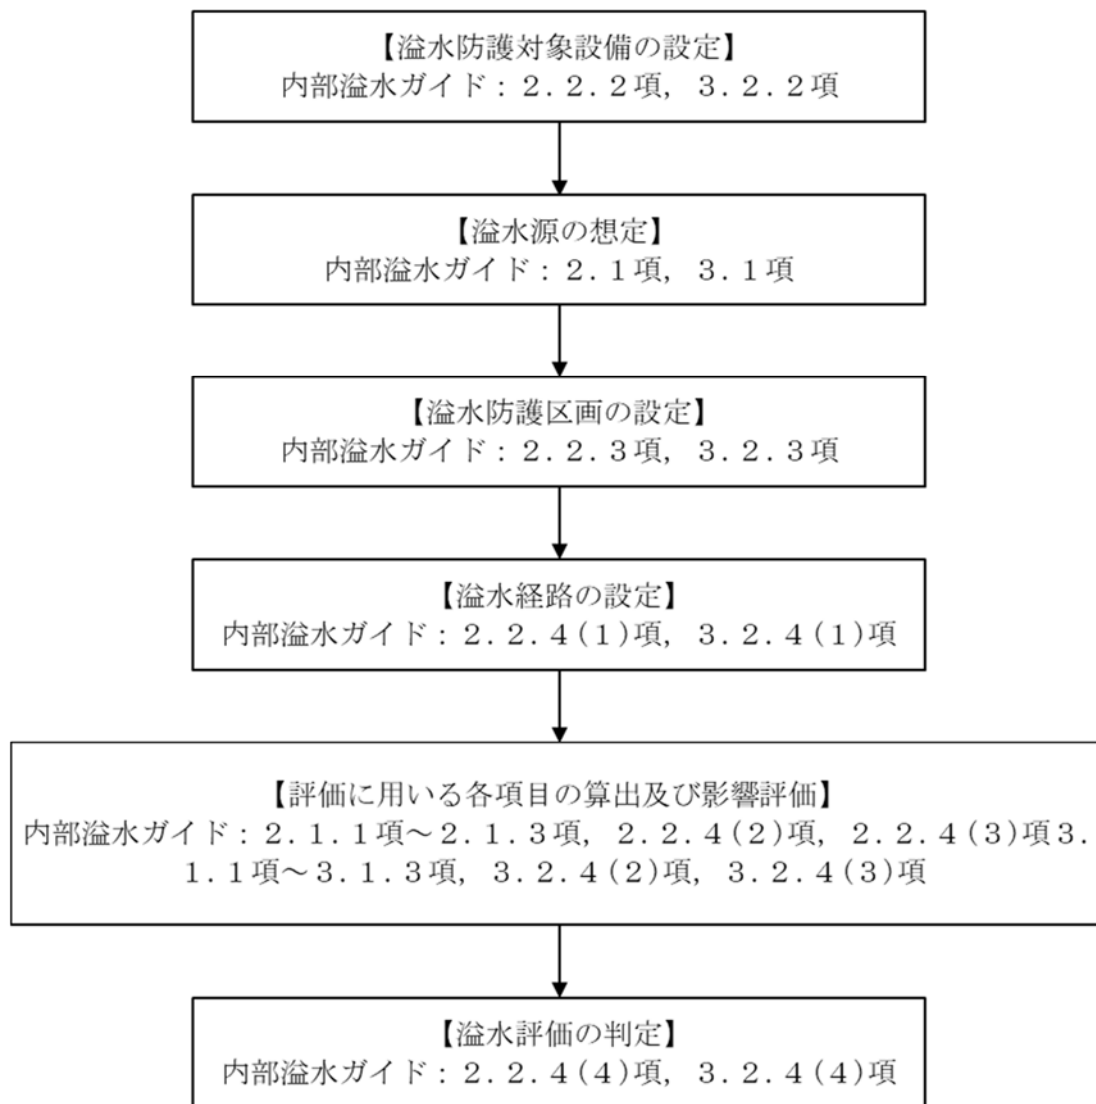 【溢水防護対象設備の設定】
内部溢水ガイド：２．２．２項，３．２．２項
【溢水源の想定】
内部溢水ガイド：２．１項，３．１項
【溢水防護区画の設定】
内部溢水ガイド：２．２．３項，３．２．３項
【溢水経路の設定】
内部溢水ガイド：２．２．４(１)項，３．２．４(１)項
【評価に用いる各項目の算出及び影響評価】
内部溢水ガイド：２．１．１項～２．１．３項，２．２．４(２)項，２．２．４(３)項３．
１．１項～３．１．３項，３．２．４(２)項，３．２．４(３)項
【溢水評価の判定】
内部溢水ガイド：２．２．４(４)項，３．２．４(４)項